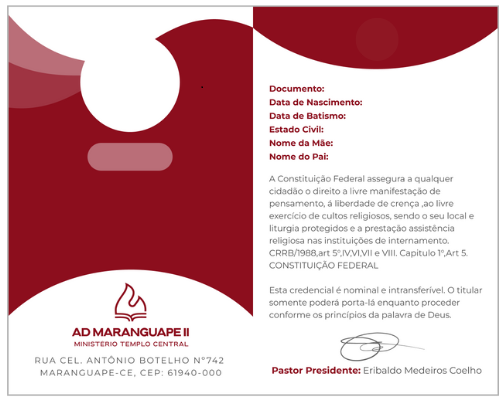 AD MARANGUAPE II
MINISTERIO TEMPLO CENTRAL
RUA CEL. ANTÔNIO BOTELHO Nº742
MARANGUAPE-CE, CEP: 61940-000
Documento:
Data de Nascimento:
Data de Batismo:
Estado Civil:
Nome da Mãe:
Nome do Pai:
A Constituição Federal assegura a qualquer
cidadão o direito a livre manifestação de
pensamento, á liberdade de crença ,ao livre
exercício de cultos religiosos, sendo o seu local e
liturgia protegidos e a prestação assistência
religiosa nas instituições de internamento.
CRRB/1988,art 5º,IV,VI,VII e VIII. Capitulo 1º,Art 5.
CONSTITUIÇÃO FEDERAL
Esta credencial é nominal e intransferível. O titular
somente poderá porta-lá enquanto proceder
conforme os princípios da palavra de Deus.
Pastor Presidente: Eribaldo Medeiros Coelho